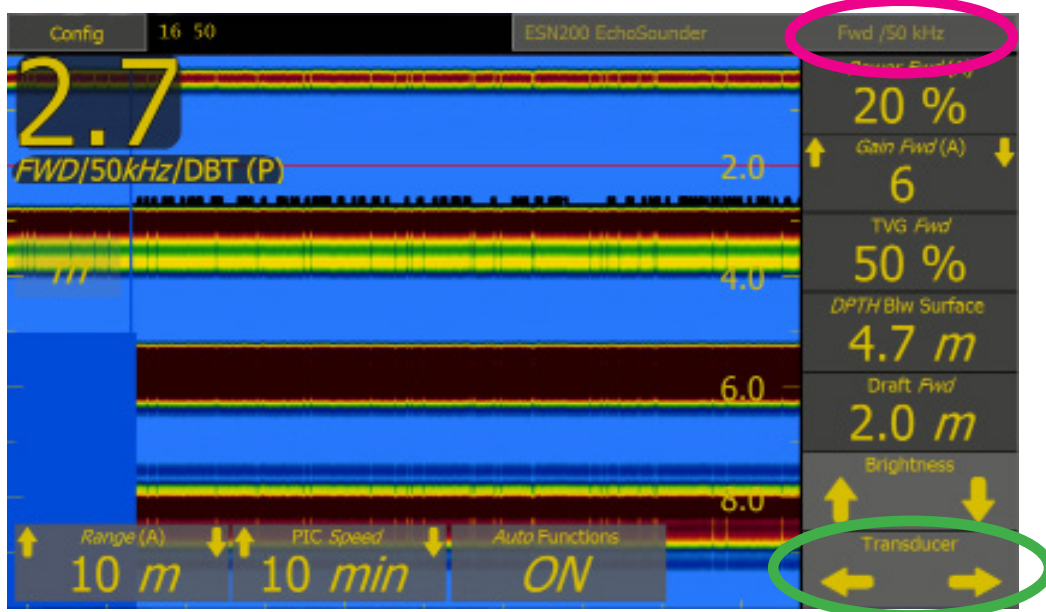 Config 16 50 ESN200 EchoSounder Fwd /50 kHz
2.7
FWD/50kHz/DBT (P)
2.0
4.0
6.0
8.0
Power Fwd (A)
20 %
Gain Fwd (A)
6
TVG Fwd
50 %
DPTH Blw Surface
4.7 m
Draft Fwd
2.0 m
Brightness
Transducer
Range (A)
10 m
PIC Speed
10 min
Auto Functions
ON